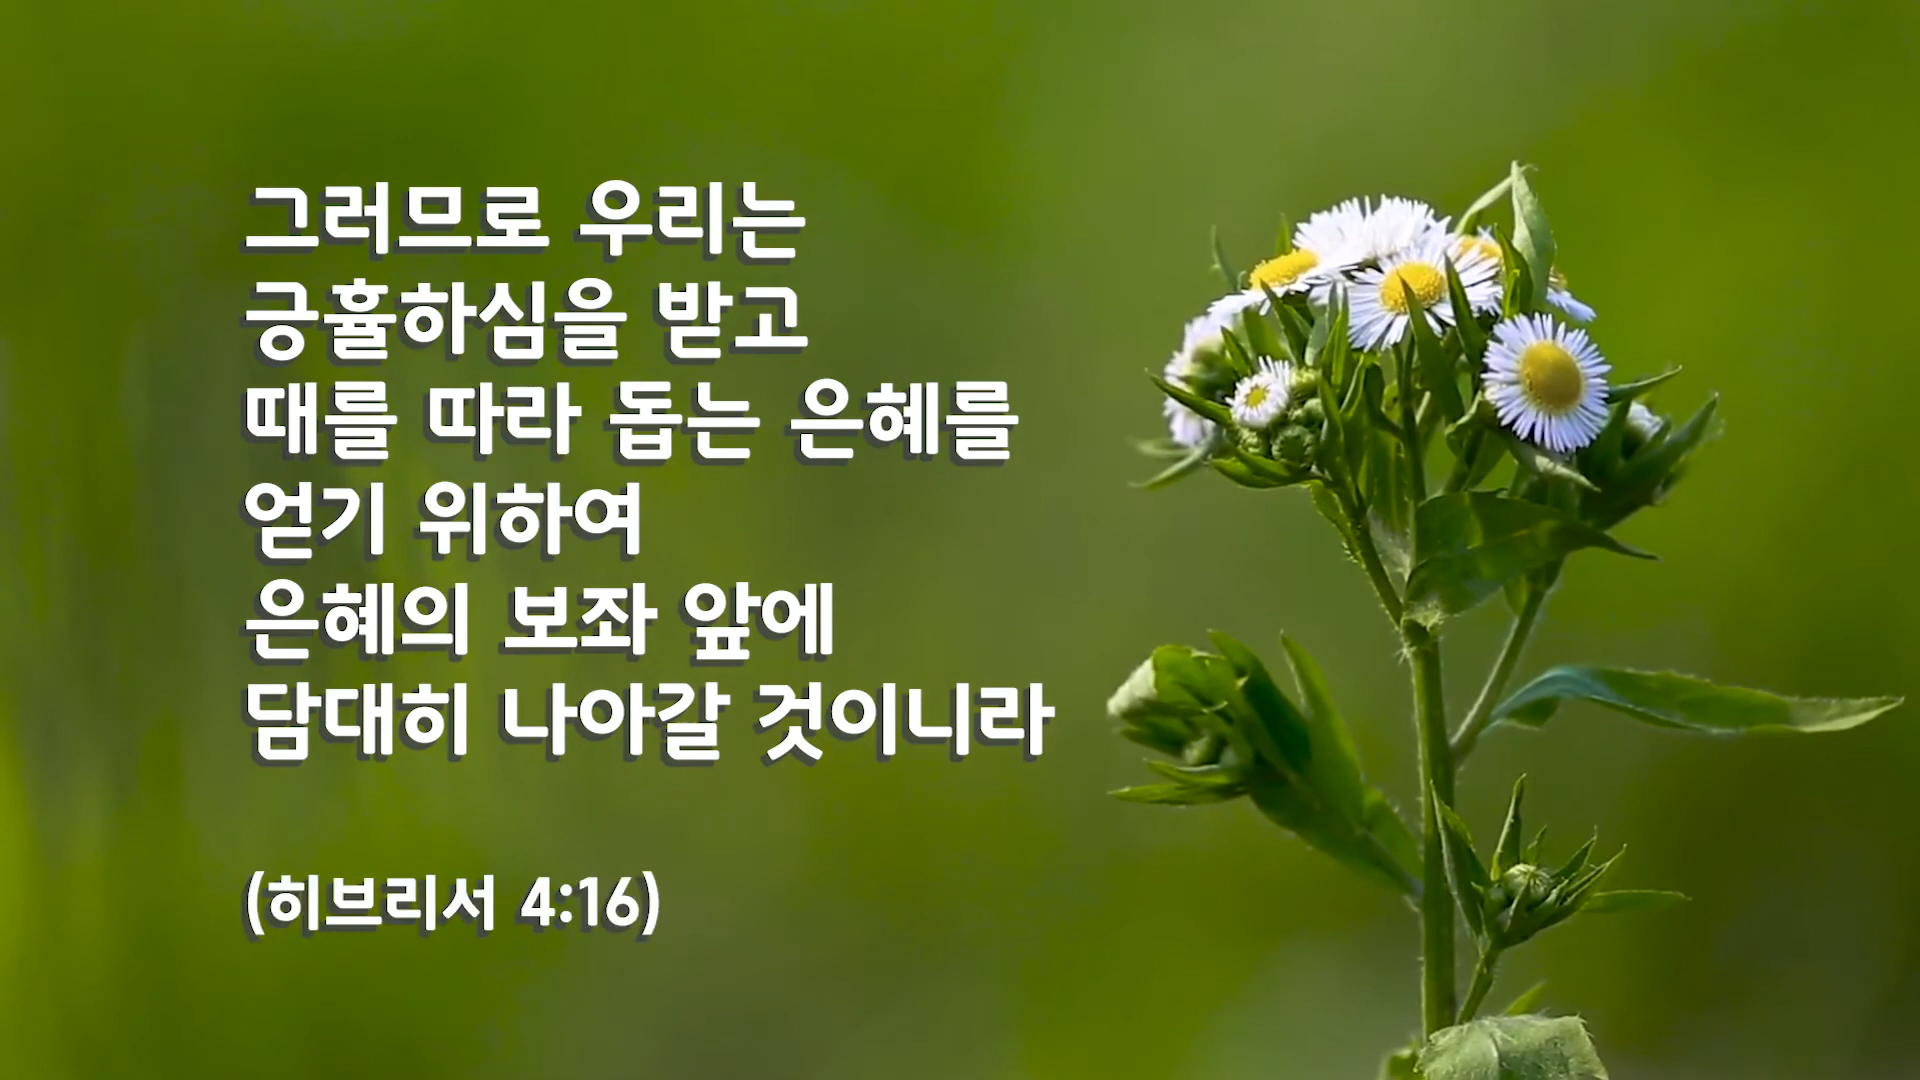 그러므로 우리는
긍휼하심을 받고
때를 따라 돕는 은혜를
얻기 위하여
은혜의 보좌 앞에
담대히 나아갈 것이니라
(히브리서 4:16)